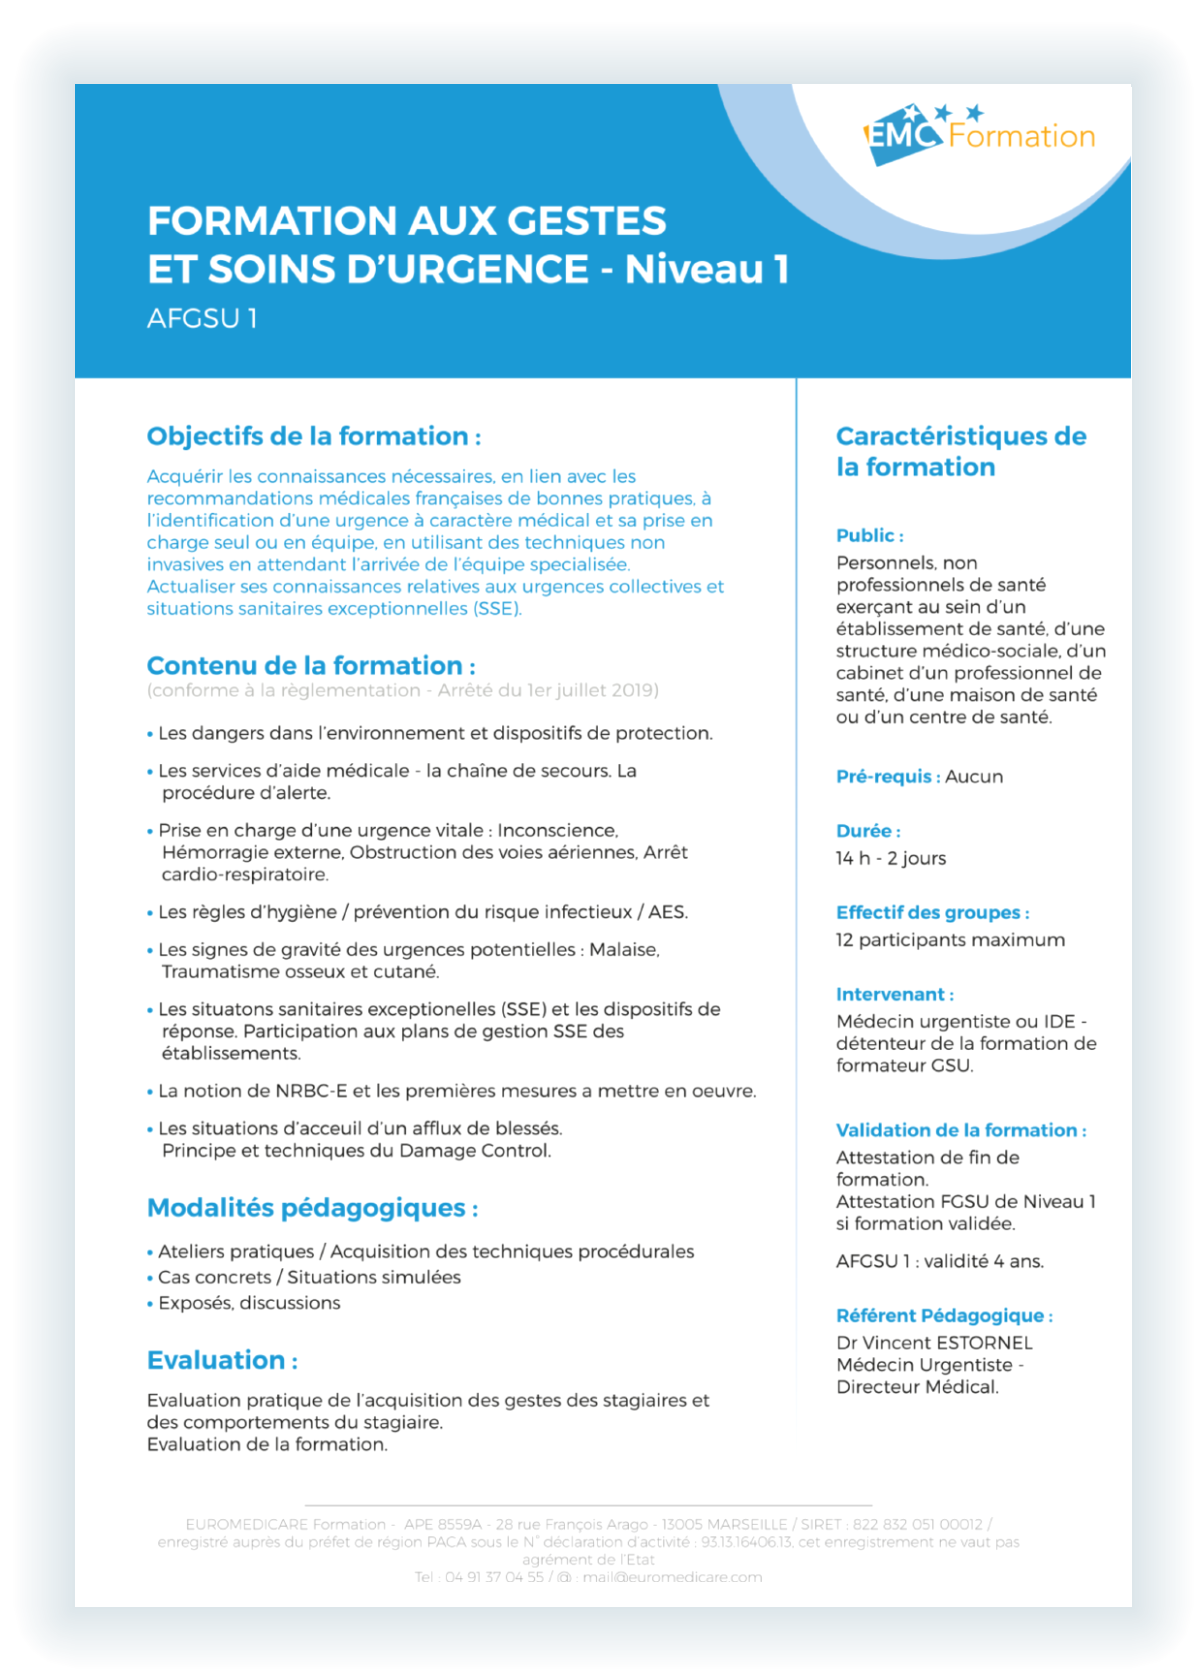 EMC Formation
FORMATION AUX GESTES
ET SOINS D'URGENCE - Niveau 1
AFGSU 1
Objectifs de la formation :
Acquérir les connaissances nécessaires, en lien avec les
recommandations médicales françaises de bonnes pratiques, à
l'identification d'une urgence à caractère médical et sa prise en
charge seul ou en équipe, en utilisant des techniques non
invasives en attendant l'arrivée de l'équipe specialisée.
Actualiser ses connaissances relatives aux urgences collectives et
situations sanitaires exceptionnelles (SSE).
Contenu de la formation :
(conforme à la règlementation - Arrêté du 1er juillet 2019)
• Les dangers dans l'environnement et dispositifs de protection.
• Les services d'aide médicale - la chaîne de secours. La
procédure d'alerte.
• Prise en charge d'une urgence vitale : Inconscience,
Hémorragie externe, Obstruction des voies aériennes, Arrêt
cardio-respiratoire.
• Les règles d'hygiène / prévention du risque infectieux / AES.
• Les signes de gravité des urgences potentielles : Malaise,
Traumatisme osseux et cutané.
• Les situatons sanitaires exceptionelles (SSE) et les dispositifs de
réponse. Participation aux plans de gestion SSE des
établissements.
• La notion de NRBC-E et les premières mesures a mettre en oeuvre.
• Les situations d'acceuil d'un afflux de blessés.
Principe et techniques du Damage Control.
Modalités pédagogiques :
• Ateliers pratiques / Acquisition des techniques procédurales
• Cas concrets / Situations simulées
• Exposés, discussions
Evaluation :
Evaluation pratique de l'acquisition des gestes des stagiaires et
des comportements du stagiaire.
Evaluation de la formation.
Caractéristiques de
la formation
Public :
Personnels, non
professionnels de santé
exerçant au sein d'un
établissement de santé, d'une
structure médico-sociale, d'un
cabinet d'un professionnel de
santé, d'une maison de santé
ou d'un centre de santé.
Pré-requis : Aucun
Durée :
14 h - 2 jours
Effectif des groupes :
12 participants maximum
Intervenant :
Médecin urgentiste ou IDE -
détenteur de la formation de
formateur GSU.
Validation de la formation :
Attestation de fin de
formation.
Attestation FGSU de Niveau 1
si formation validée.
AFGSU 1 : validité 4 ans.
Référent Pédagogique :
Dr Vincent ESTORNEL
Médecin Urgentiste -
Directeur Médical.
EUROMEDICARE Formation - APE 8559A - 28 rue François Arago - 13005 MARSEILLE / SIRET : 822 832 051 00012 /
enregistré auprès du préfet de région PACA sous le N° déclaration d'activité : 93.13.16406.13, cet enregistrement ne vaut pas
agrément de l'Etat
Tel : 04 91 37 04 55 / @ : mail@euromedicare.com